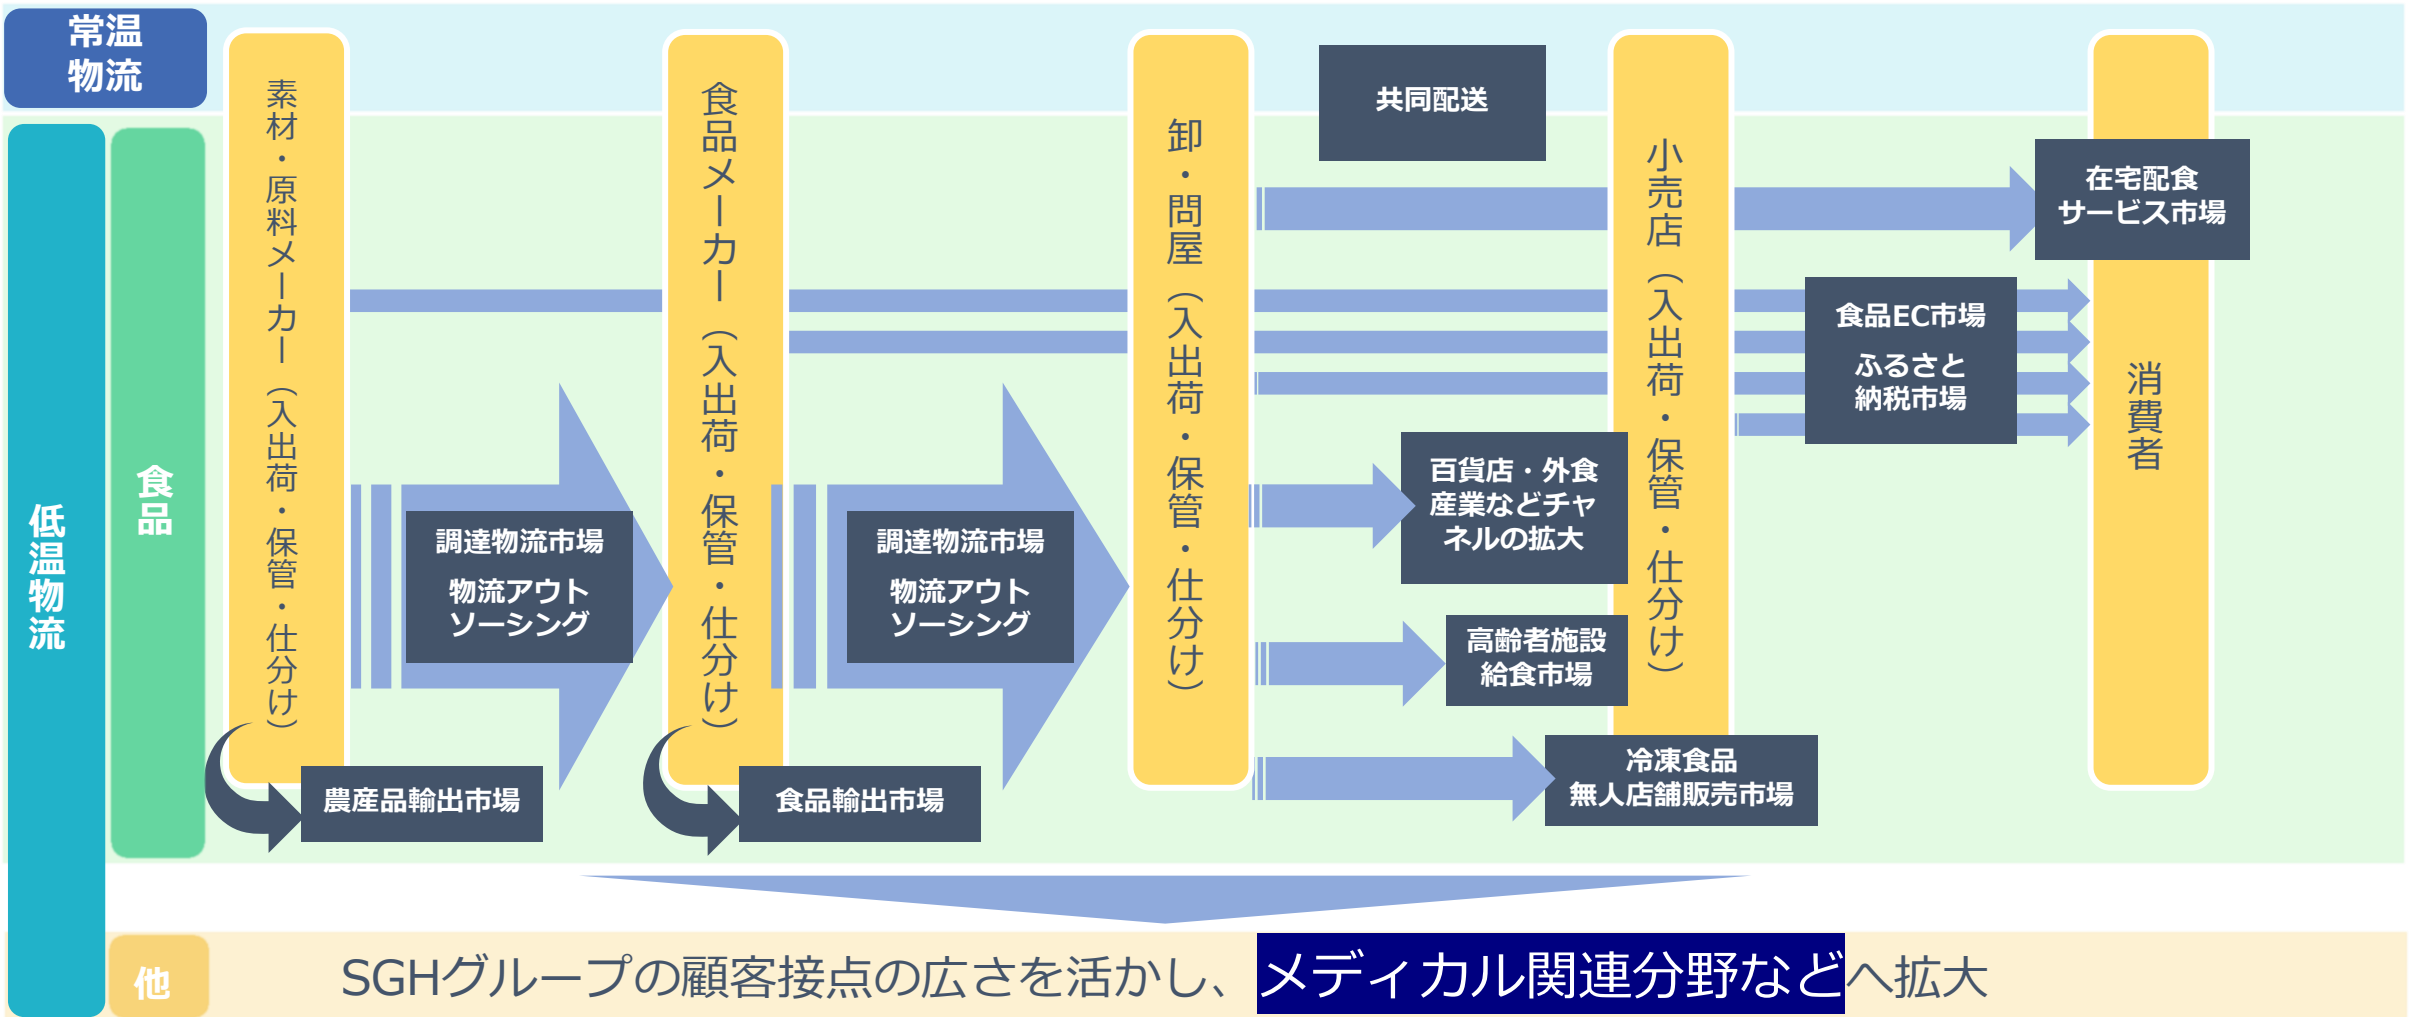 常温
物流
低温物流
食品
素材・原料メーカー（入出荷・保管・仕分け）
農産品輸出市場
調達物流市場
物流アウト
ソーシング
食品メーカー（入出荷・保管・仕分け）
食品輸出市場
調達物流市場
物流アウト
ソーシング
卸・問屋（入出荷・保管・仕分け）
共同配送
百貨店・外食
産業などチャ
ネルの拡大
高齢者施設
給食市場
冷凍食品
無人店舗販売市場
小売店（入出荷・保管・仕分け）
食品EC市場
ふるさと
納税市場
在宅配食
サービス市場
消費者
他
SGHグループの顧客接点の広さを活かし、メディカル関連分野などへ拡大